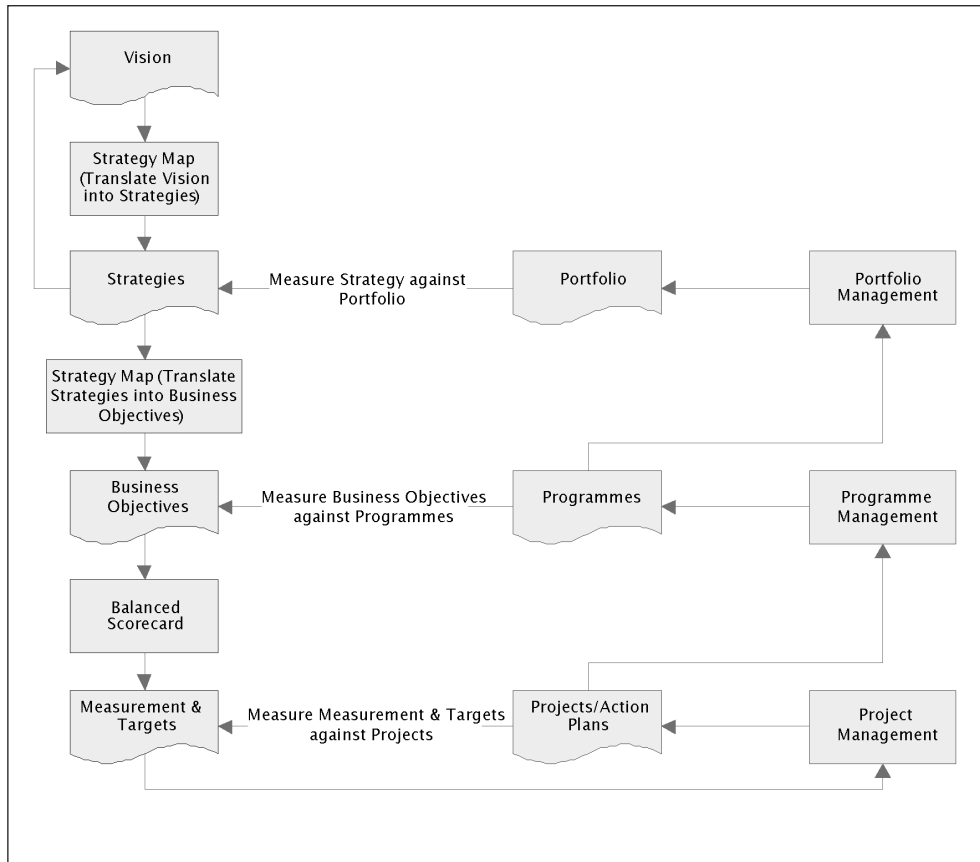 Vision
Strategy Map
(Translate Vision
into Strategies)
Strategies
Measure Strategy against
Portfolio
Portfolio
Portfolio
Management
Strategy Map (Translate
Strategies into Business
Objectives)
Business
Objectives
Measure Business Objectives
against Programmes
Programmes
Programme
Management
Balanced
Scorecard
Measurement &
Targets
Measure Measurement & Targets
against Projects
Projects/Action
Plans
Project
Management